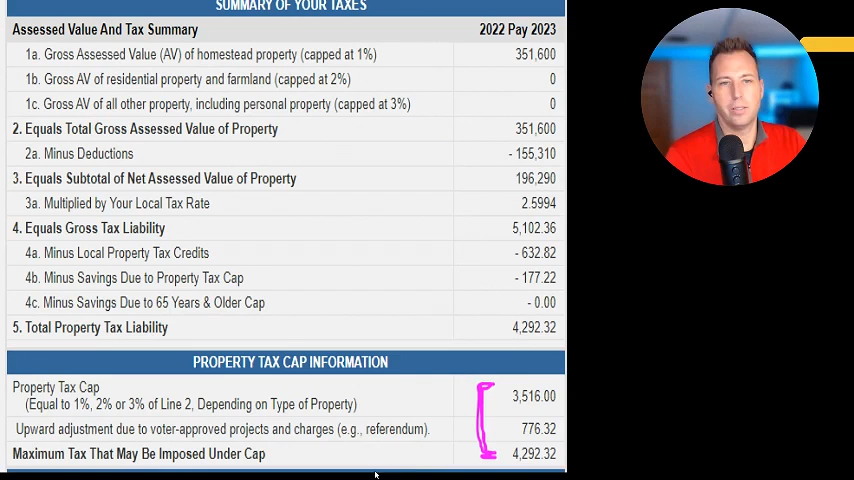 SUMMARY OF YOUR TAXES
Assessed Value And Tax Summary 2022 Pay 2023
1a. Gross Assessed Value (AV) of homestead property (capped at 1%) 351,600
1b. Gross AV of residential property and farmland (capped at 2%) 0
1c. Gross AV of all other property, including personal property (capped at 3%) 0
2. Equals Total Gross Assessed Value of Property 351,600
2a. Minus Deductions - 155,310
3. Equals Subtotal of Net Assessed Value of Property 196,290
3a. Multiplied by Your Local Tax Rate 2.5994
4. Equals Gross Tax Liability 5,102.36
4a. Minus Local Property Tax Credits - 632.82
4b. Minus Savings Due to Property Tax Cap - 177.22
4c. Minus Savings Due to 65 Years & Older Cap - 0.00
5. Total Property Tax Liability 4,292.32
PROPERTY TAX CAP INFORMATION
Property Tax Cap
(Equal to 1%, 2% or 3% of Line 2, Depending on Type of Property) 3,516.00
Upward adjustment due to voter-approved projects and charges (e.g., referendum). 776.32
Maximum Tax That May Be Imposed Under Cap 4,292.32